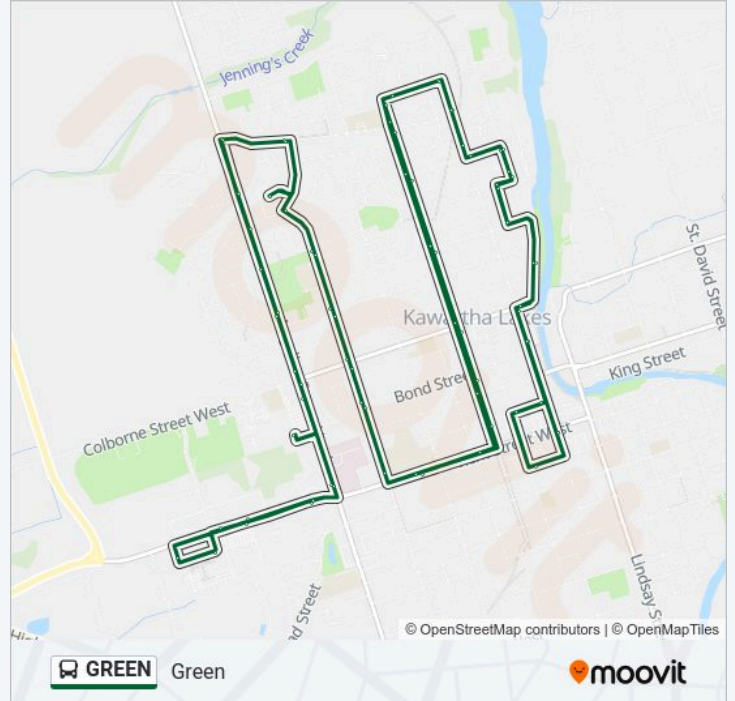 Jenning's Creek
St. David Street
Kawartha Lakes
King Street
Bond Street
Colborne Street West
Street West
Lindsay St
d Street
© OpenStreetMap contributors | © OpenMapTiles
GREEN Green
moovit